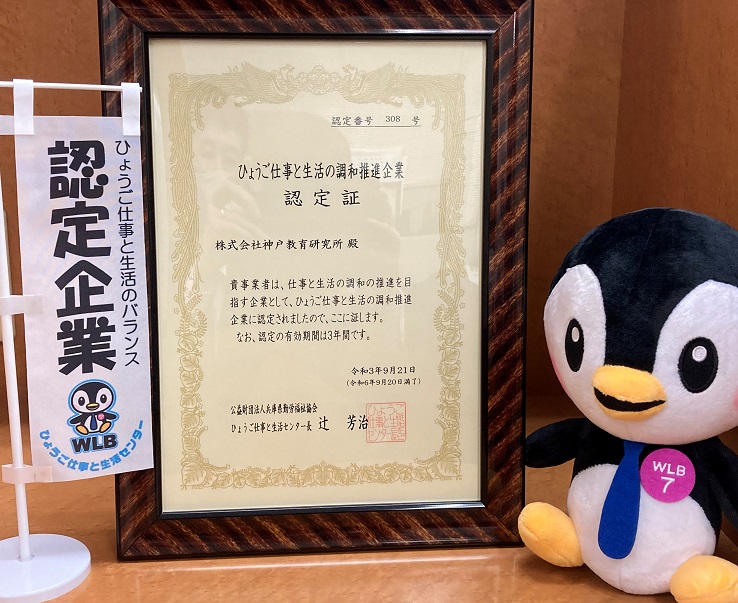 ひょうご仕事と生活のバランス
認定企業
WLB
ひょうご仕事と生活センター
認定番号 308 号
ひょうご仕事と生活の調和推進企業
認定証
株式会社神戸教育研究所 殿
貴事業者は、仕事と生活の調和の推進を目
指す企業として、ひょうご仕事と生活の調和推進
企業に認定されましたので、ここに証します。
なお、認定の有効期間は3年間です。
令和3年9月21日
(令和6年9月20日満了)
公益財団法人兵庫県勤労福祉協会
ひょうご仕事と生活センター長 辻 芳治
WLB
7